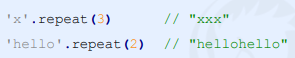 'x'.repeat(3)       // "xxx"
'hello'.repeat(2)  // "hellohello"